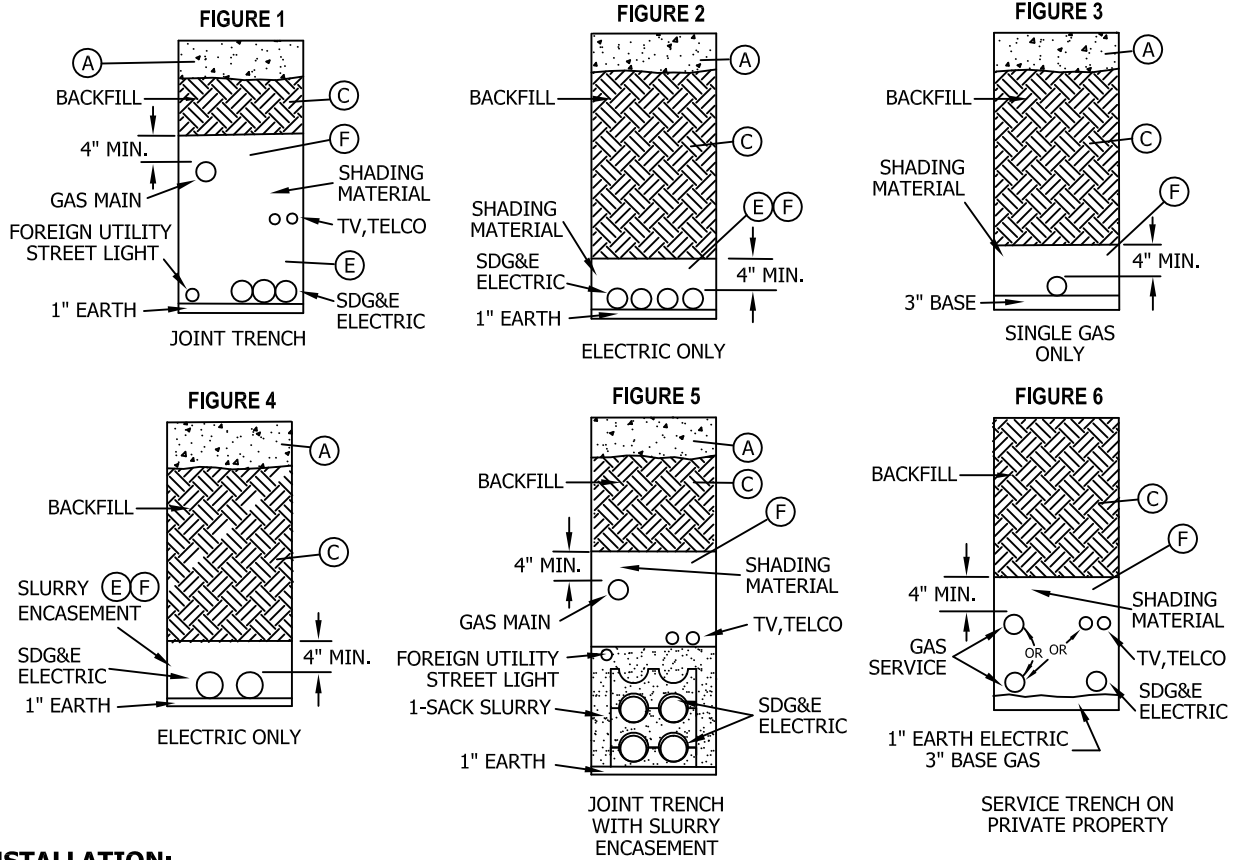 FIGURE 1
A
BACKFILL
C
4" MIN.
F
GAS MAIN
SHADING
MATERIAL
TV,TELCO
FOREIGN UTILITY
STREET LIGHT
E
1" EARTH
SDG&E
ELECTRIC
JOINT TRENCH
FIGURE 2
A
BACKFILL
C
SHADING
MATERIAL
E F
SDG&E
ELECTRIC
4" MIN.
1" EARTH
ELECTRIC ONLY
FIGURE 3
A
BACKFILL
C
SHADING
MATERIAL
F
4" MIN.
3" BASE
SINGLE GAS
ONLY
FIGURE 4
A
BACKFILL
C
SLURRY E F
ENCASEMENT
SDG&E
ELECTRIC
4" MIN.
1" EARTH
ELECTRIC ONLY
FIGURE 5
A
BACKFILL
C
F
4" MIN.
SHADING
MATERIAL
GAS MAIN
TV,TELCO
FOREIGN UTILITY
STREET LIGHT
1-SACK SLURRY
SDG&E
ELECTRIC
1" EARTH
JOINT TRENCH
WITH SLURRY
ENCASEMENT
FIGURE 6
BACKFILL
C
F
4" MIN.
SHADING
MATERIAL
GAS
SERVICE
OR OR
TV,TELCO
SDG&E
ELECTRIC
1" EARTH ELECTRIC
3" BASE GAS
SERVICE TRENCH ON
PRIVATE PROPERTY